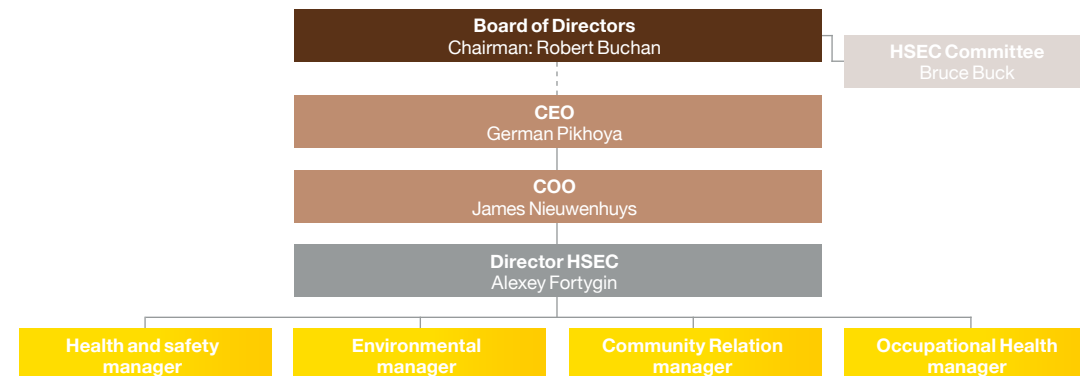 Board of Directors
Chairman: Robert Buchan
HSEC Committee
Bruce Buck
CEO
German Pikhoya
COO
James Nieuwenhuys
Director HSEC
Alexey Fortygin
Health and safety
manager
Environmental
manager
Community Relation
manager
Occupational Health
manager